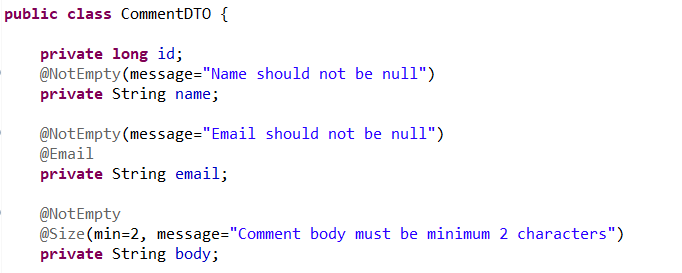 public class CommentDTO {
private long id;
@NotEmpty(message="Name should not be null")
private String name;
@NotEmpty(message="Email should not be null")
@Email
private String email;
@NotEmpty
@Size(min=2, message="Comment body must be minimum 2 characters")
private String body;